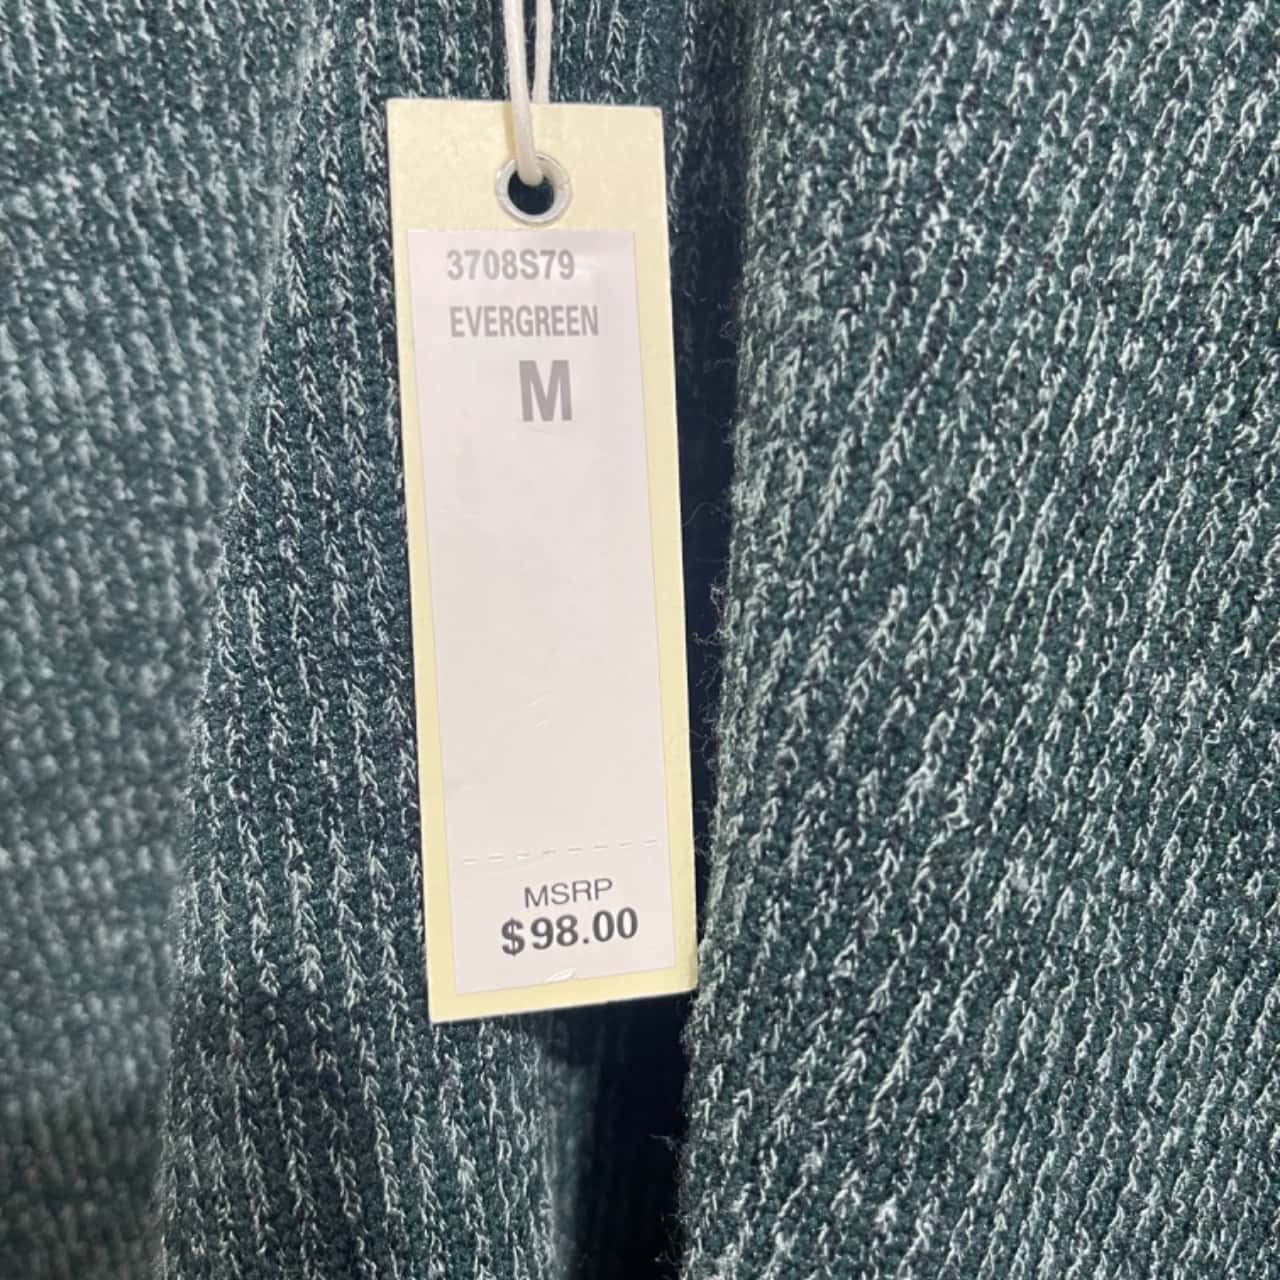 3708S79
EVERGREEN
M
MSRP
$98.00